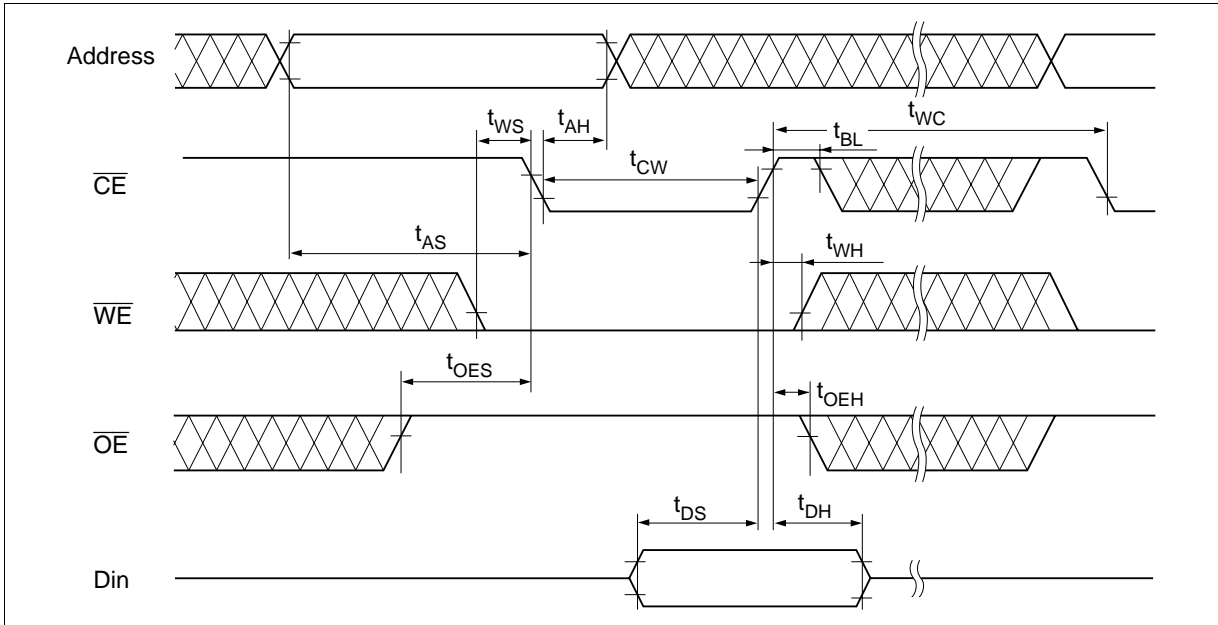 Address
tWC
tWS
tAH
tBL
tCW
CE
tAS
tWH
WE
tOES
tOEH
OE
tDS
tDH
Din